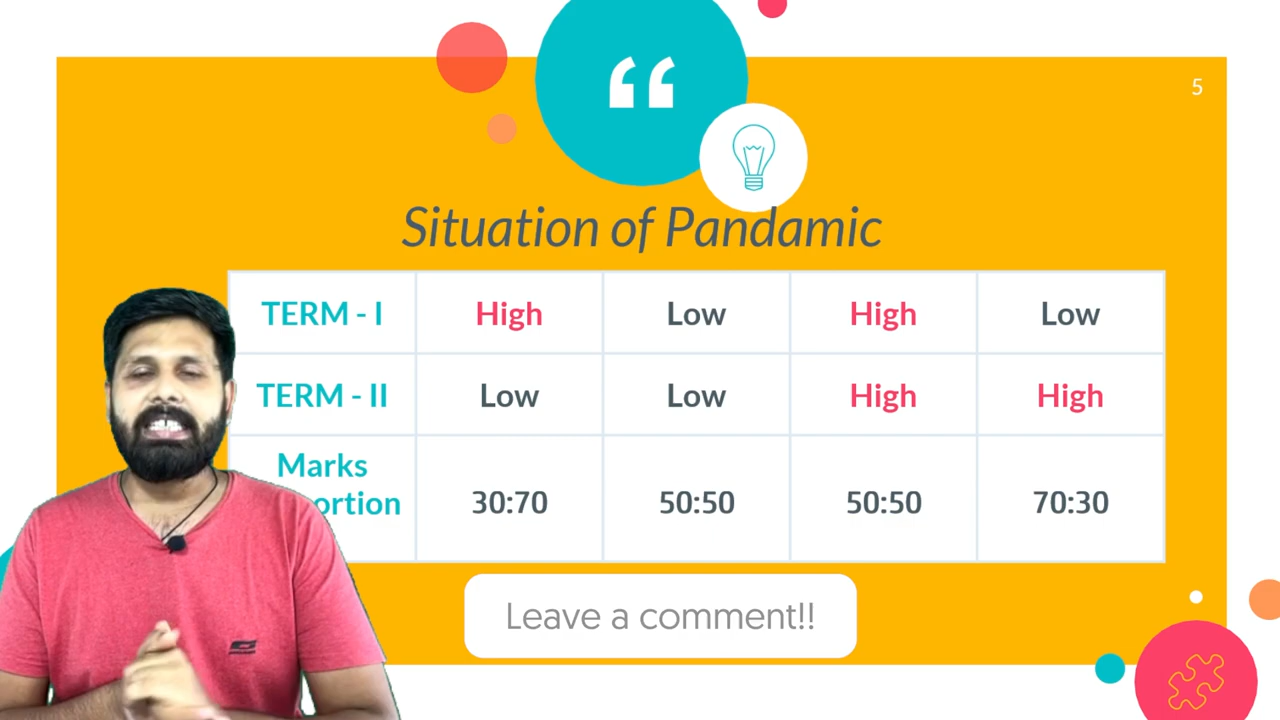 “
5
Situation of Pandamic
TERM - I High Low High Low
TERM - II Low Low High High
Marks
ortion 30:70 50:50 50:50 70:30
Leave a comment!!